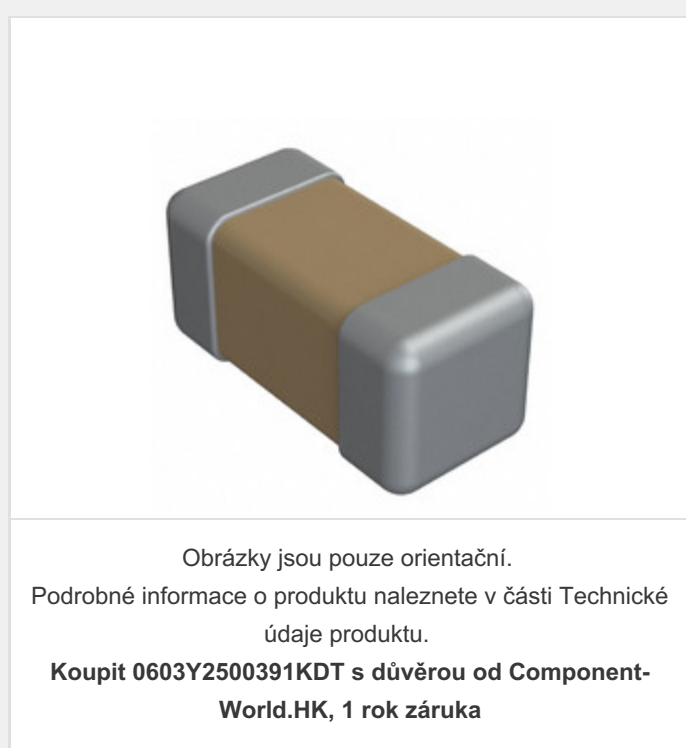 Obrázky jsou pouze orientační.
Podrobné informace o produktu naleznete v části Technické
údaje produktu.
Koupit 0603Y2500391KDT s důvěrou od Component-
World.HK, 1 rok záruka